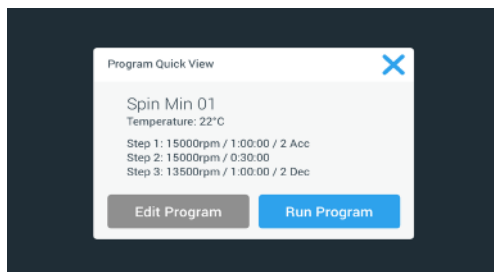 Program Quick View
Spin Min 01
Temperature: 22°C
Step 1: 15000rpm / 1:00:00 / 2 Acc
Step 2: 15000rpm / 0:30:00
Step 3: 13500rpm / 1:00:00 / 2 Dec
Edit Program
Run Program